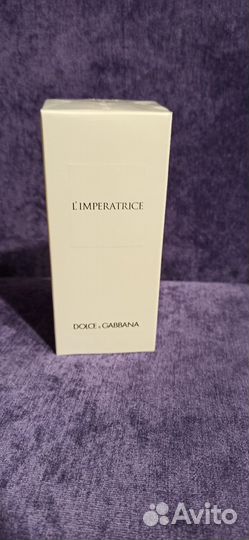 L'IMPERATRICE
DOLCE & GABBANA
Avito